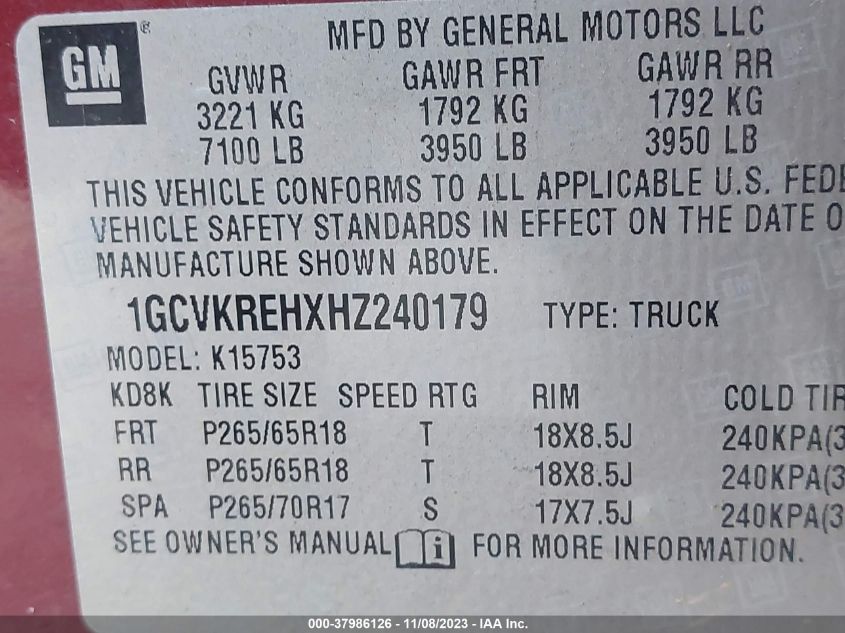 GM ®
MFD BY GENERAL MOTORS LLC
GVWR GAWR FRT GAWR RR
3221 KG 1792 KG 1792 KG
7100 LB 3950 LB 3950 LB
THIS VEHICLE CONFORMS TO ALL APPLICABLE U.S. FEDE
VEHICLE SAFETY STANDARDS IN EFFECT ON THE DATE O
MANUFACTURE SHOWN ABOVE.
1GCVKREHXHZ240179 TYPE: TRUCK
MODEL: K15753
KD8K TIRE SIZE SPEED RTG RIM COLD TIR
FRT P265/65R18 T 18X8.5J 240KPA(3
RR P265/65R18 T 18X8.5J 240KPA(3
SPA P265/70R17 S 17X7.5J 240KPA(3
SEE OWNER'S MANUAL i FOR MORE INFORMATION.
000-37986126 - 11/08/2023 - IAA Inc.